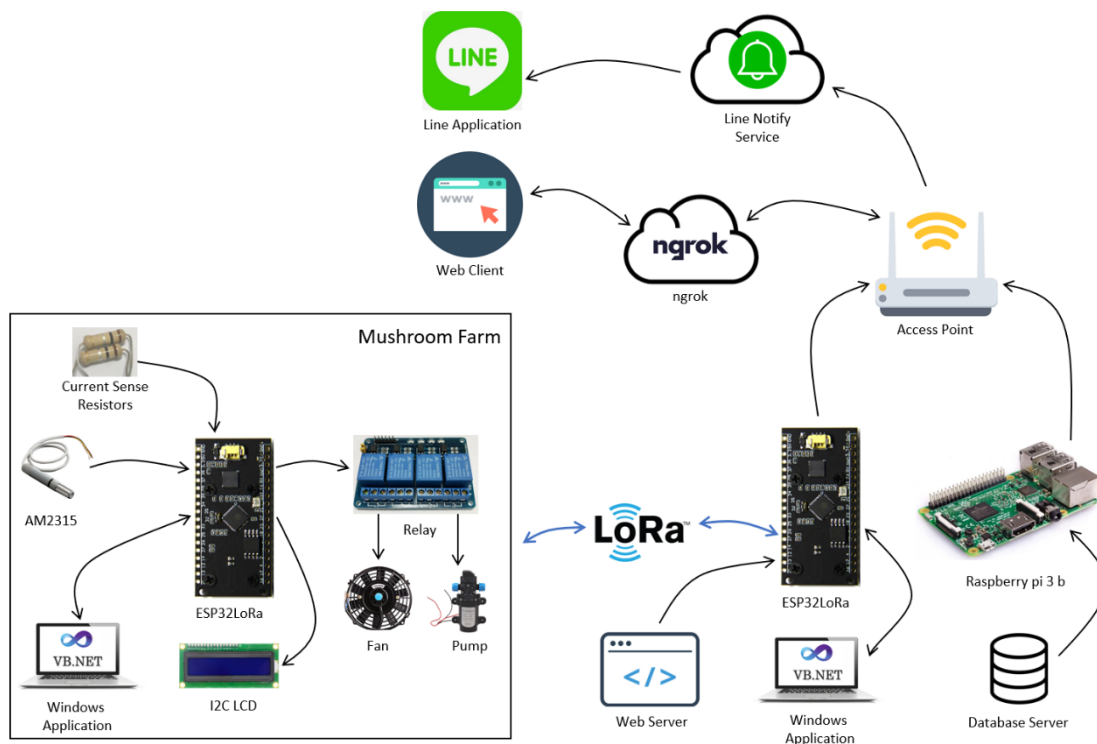 LINE
Line Application
Line Notify
Service
www
WWW
Web Client
ngrok
ngrok
Access Point
Mushroom Farm
Current Sense
Resistors
AM2315
ESP32LoRa
Relay
Fan
Pump
VB.NET
Windows
Application
I2C LCD
LoRa™
ESP32LoRa
Raspberry pi 3 b
</>
Web Server
VB.NET
Windows
Application
Database Server